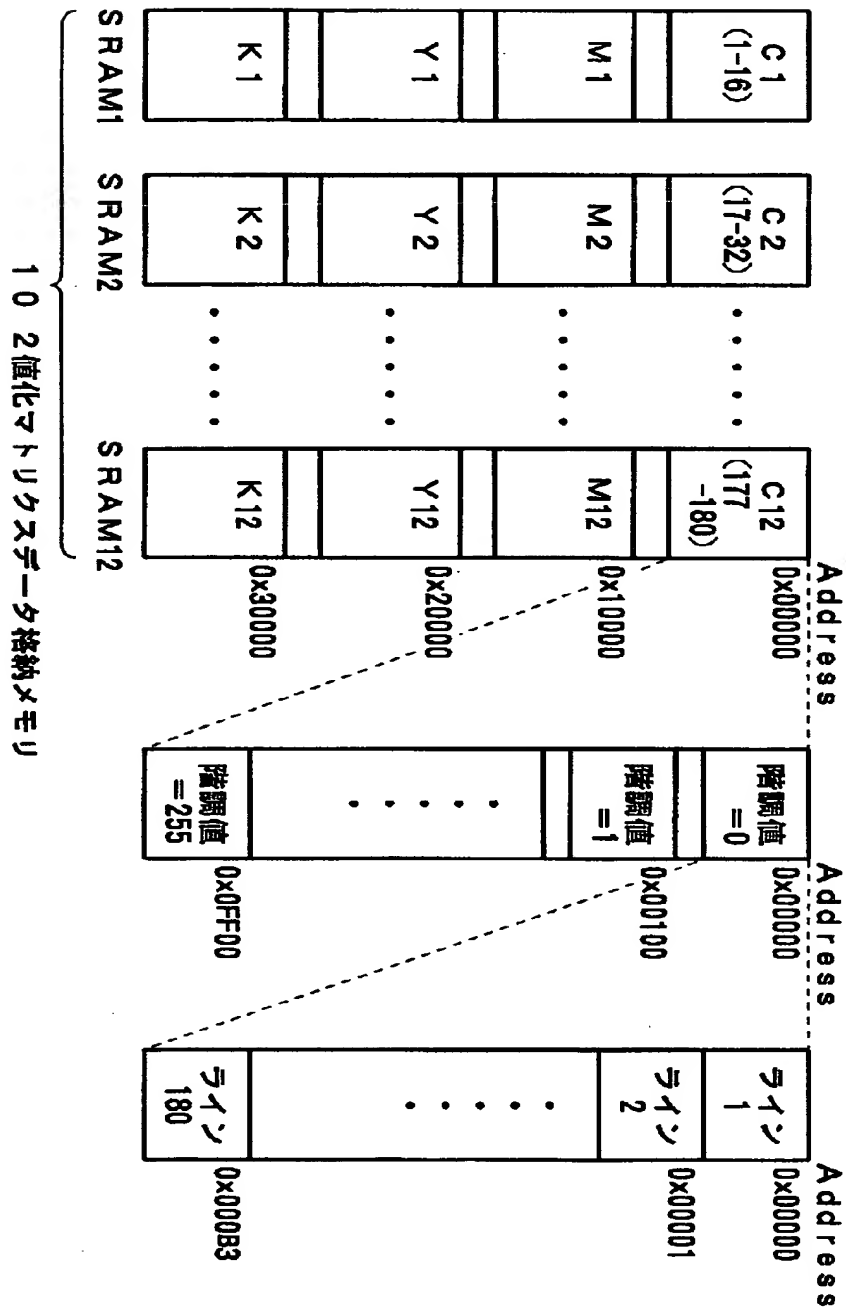 Address Address Address
C1
(1-16)
C2
(17-32)
・・・・・
C12
(177
-180)
0x00000
M1
M2
・・・・・
M12
0x10000
Y1
Y2
・・・・・
Y12
0x20000
K1
K2
・・・・・
K12
0x30000
SRAM1 SRAM2 SRAM12
10 2値化マトリクスデータ格納メモリ
階調値
=0
0x00000
階調値
=1
0x00100
・・・・・
階調値
=255
0x0FF00
ライン
1
0x00000
ライン
2
0x00001
・・・・・
ライン
180
0x000B3